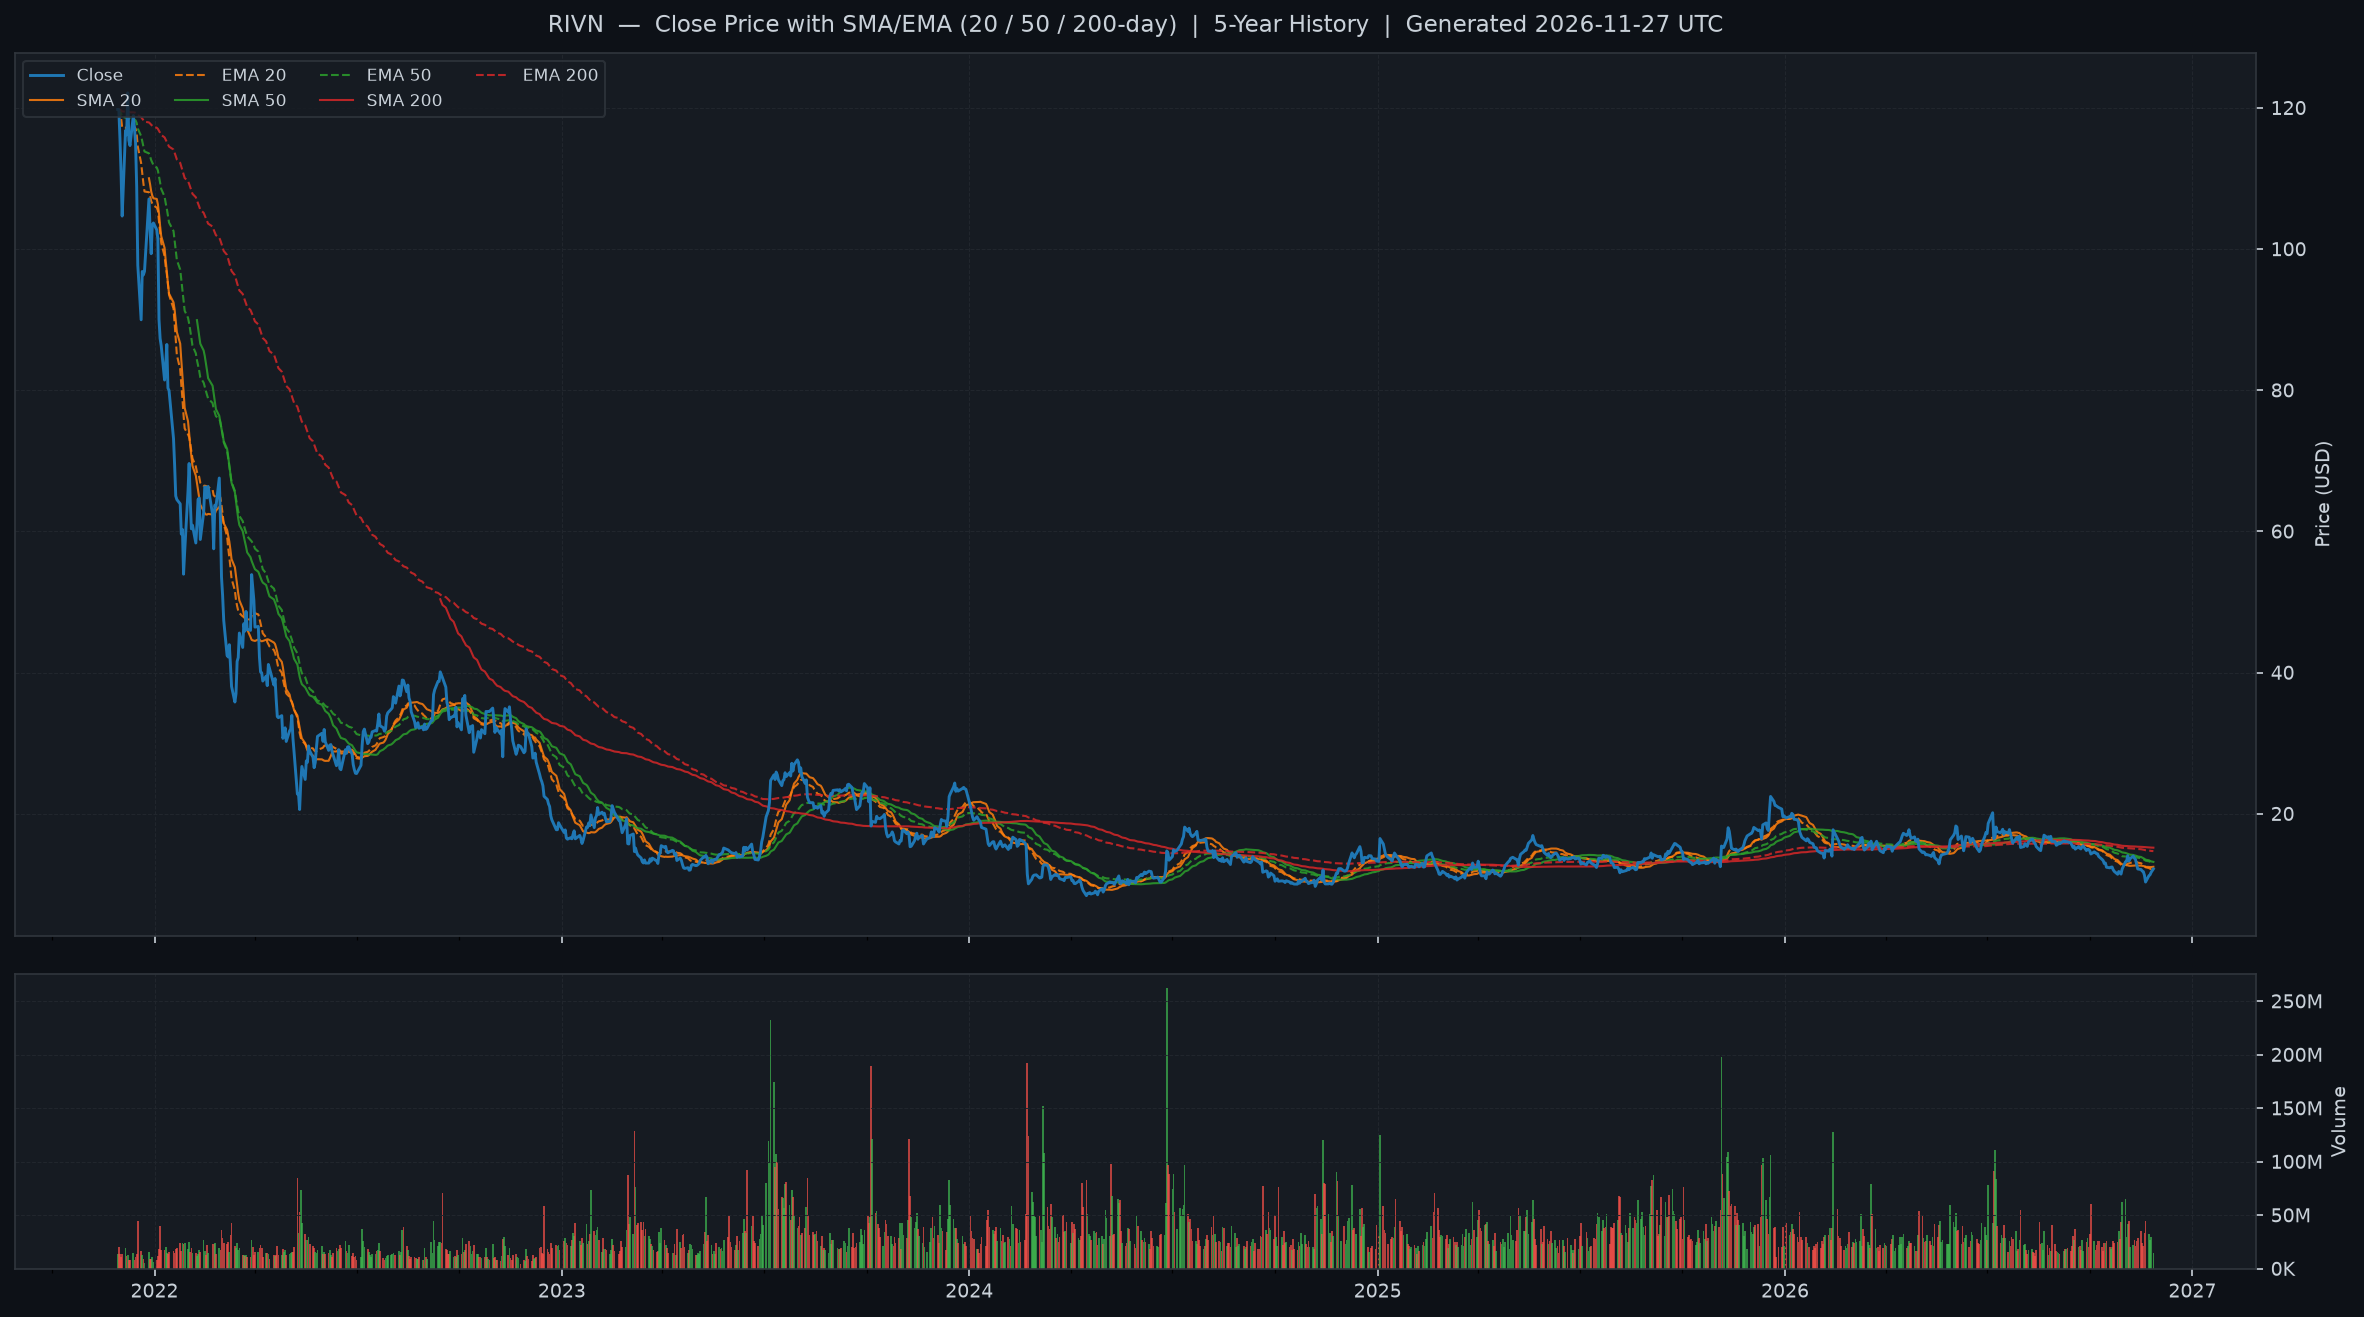 RIVN — Close Price with SMA/EMA (20 / 50 / 200-day) | 5-Year History | Generated 2026-11-27 UTC
Close EMA 20 EMA 50 EMA 200
SMA 20 SMA 50 SMA 200
120
100
80
60
40
20
Price (USD)
250M
200M
150M
100M
50M
0K
Volume
2022 2023 2024 2025 2026 2027